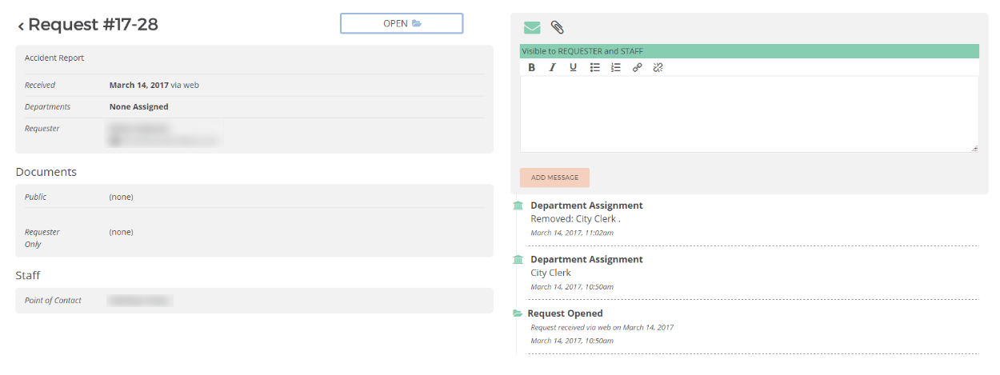 Request #17-28
OPEN
Accident Report
Received March 14, 2017 via web
Departments None Assigned
Requester
Documents
Public (none)
Requester (none)
Only
Staff
Point of Contact
Visible to REQUESTER and STAFF
B I U
ADD MESSAGE
Department Assignment
Removed: City Clerk .
March 14, 2017, 11:02am
Department Assignment
City Clerk
March 14, 2017, 10:50am
Request Opened
Request received via web on March 14, 2017
March 14, 2017, 10:50am